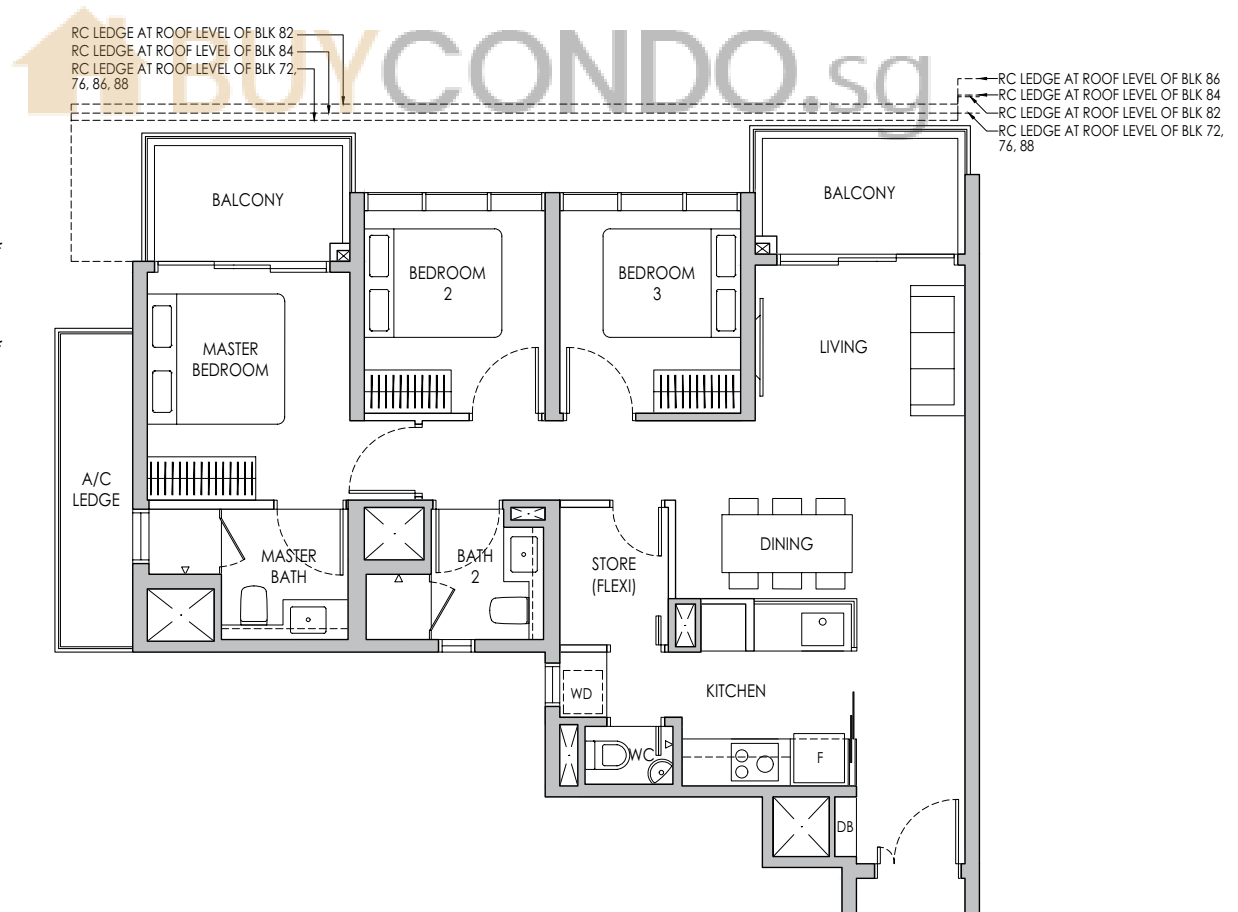 BUYCONDO.sg
RC LEDGE AT ROOF LEVEL OF BLK 82
RC LEDGE AT ROOF LEVEL OF BLK 84
RC LEDGE AT ROOF LEVEL OF BLK 72,
76, 86, 88
RC LEDGE AT ROOF LEVEL OF BLK 86
RC LEDGE AT ROOF LEVEL OF BLK 84
RC LEDGE AT ROOF LEVEL OF BLK 82
RC LEDGE AT ROOF LEVEL OF BLK 72,
76, 88
BALCONY
BALCONY
BEDROOM
2
BEDROOM
3
MASTER
BEDROOM
LIVING
A/C
LEDGE
MASTER
BATH
BATH
2
STORE
(FLEXI)
DINING
WD
KITCHEN
WC
F
DB